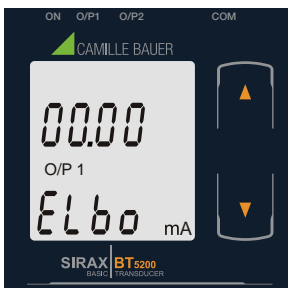 ON O/P1 O/P2 COM
CAMILLE BAUER
00.00
O/P 1
ELbo mA
SIRAX BT5200
BASIC TRANSDUCER